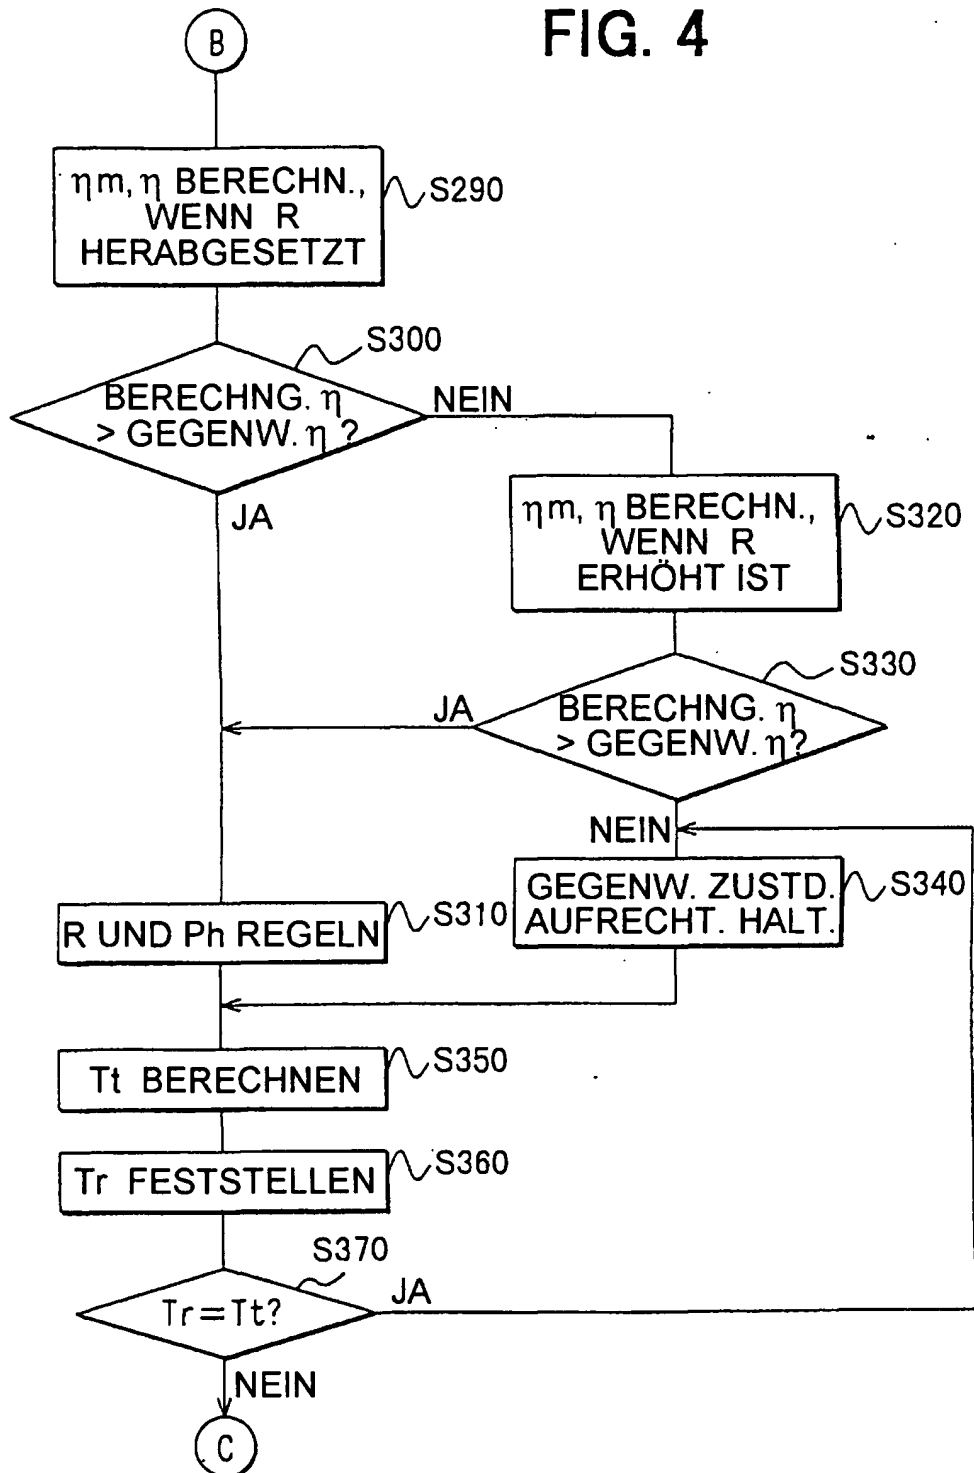 FIG. 4
B
ηm, η BERECHN.,
WENN R
HERABGESETZT
S290
S300
BERECHNG. η
> GEGENW. η ?
NEIN
JA
ηm, η BERECHN.,
WENN R
ERHÖHT IST
S320
S330
BERECHNG. η
> GEGENW. η?
JA
NEIN
GEGENW. ZUSTD.
AUFRECHT. HALT.
S340
R UND Ph REGELN
S310
Tt BERECHNEN
S350
Tr FESTSTELLEN
S360
S370
Tr=Tt?
JA
NEIN
C